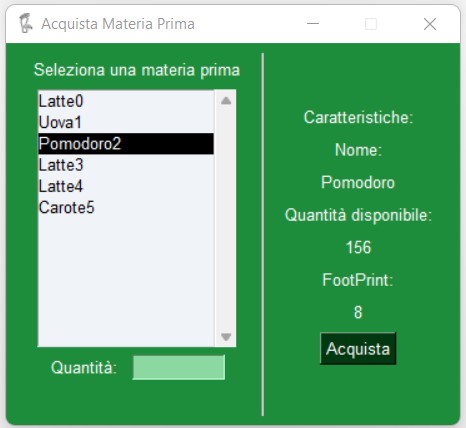 Acquista Materia Prima
Seleziona una materia prima
Latte0
Uova1
Pomodoro2
Latte3
Latte4
Carote5
Quantità:
Caratteristiche:
Nome:
Pomodoro
Quantità disponibile:
156
FootPrint:
8
Acquista